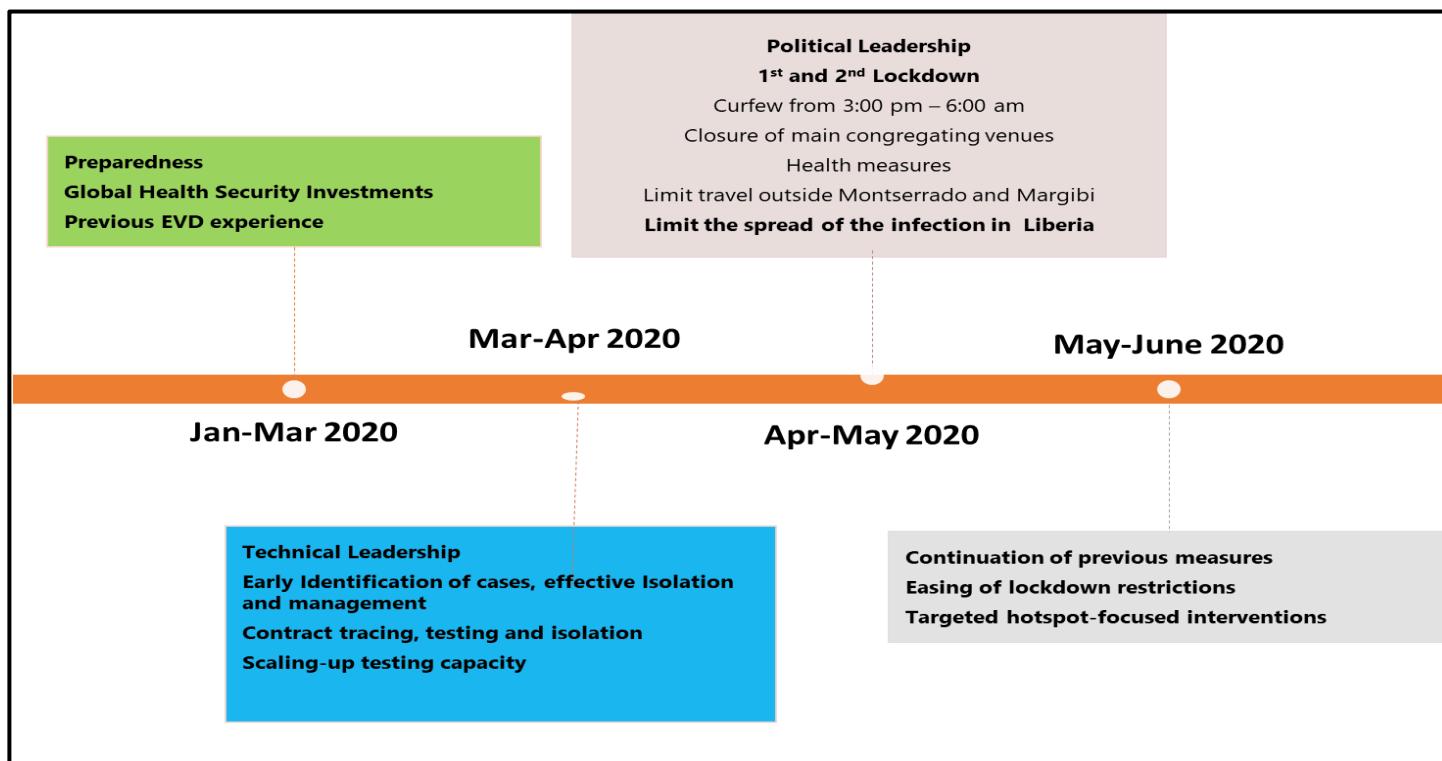 Political Leadership
1st and 2nd Lockdown
Curfew from 3:00 pm – 6:00 am
Closure of main congregating venues
Health measures
Limit travel outside Montserrado and Margibi
Limit the spread of the infection in Liberia
Preparedness
Global Health Security Investments
Previous EVD experience
Mar-Apr 2020
May-June 2020
Jan-Mar 2020
Apr-May 2020
Technical Leadership
Early Identification of cases, effective Isolation
and management
Contract tracing, testing and isolation
Scaling-up testing capacity
Continuation of previous measures
Easing of lockdown restrictions
Targeted hotspot-focused interventions